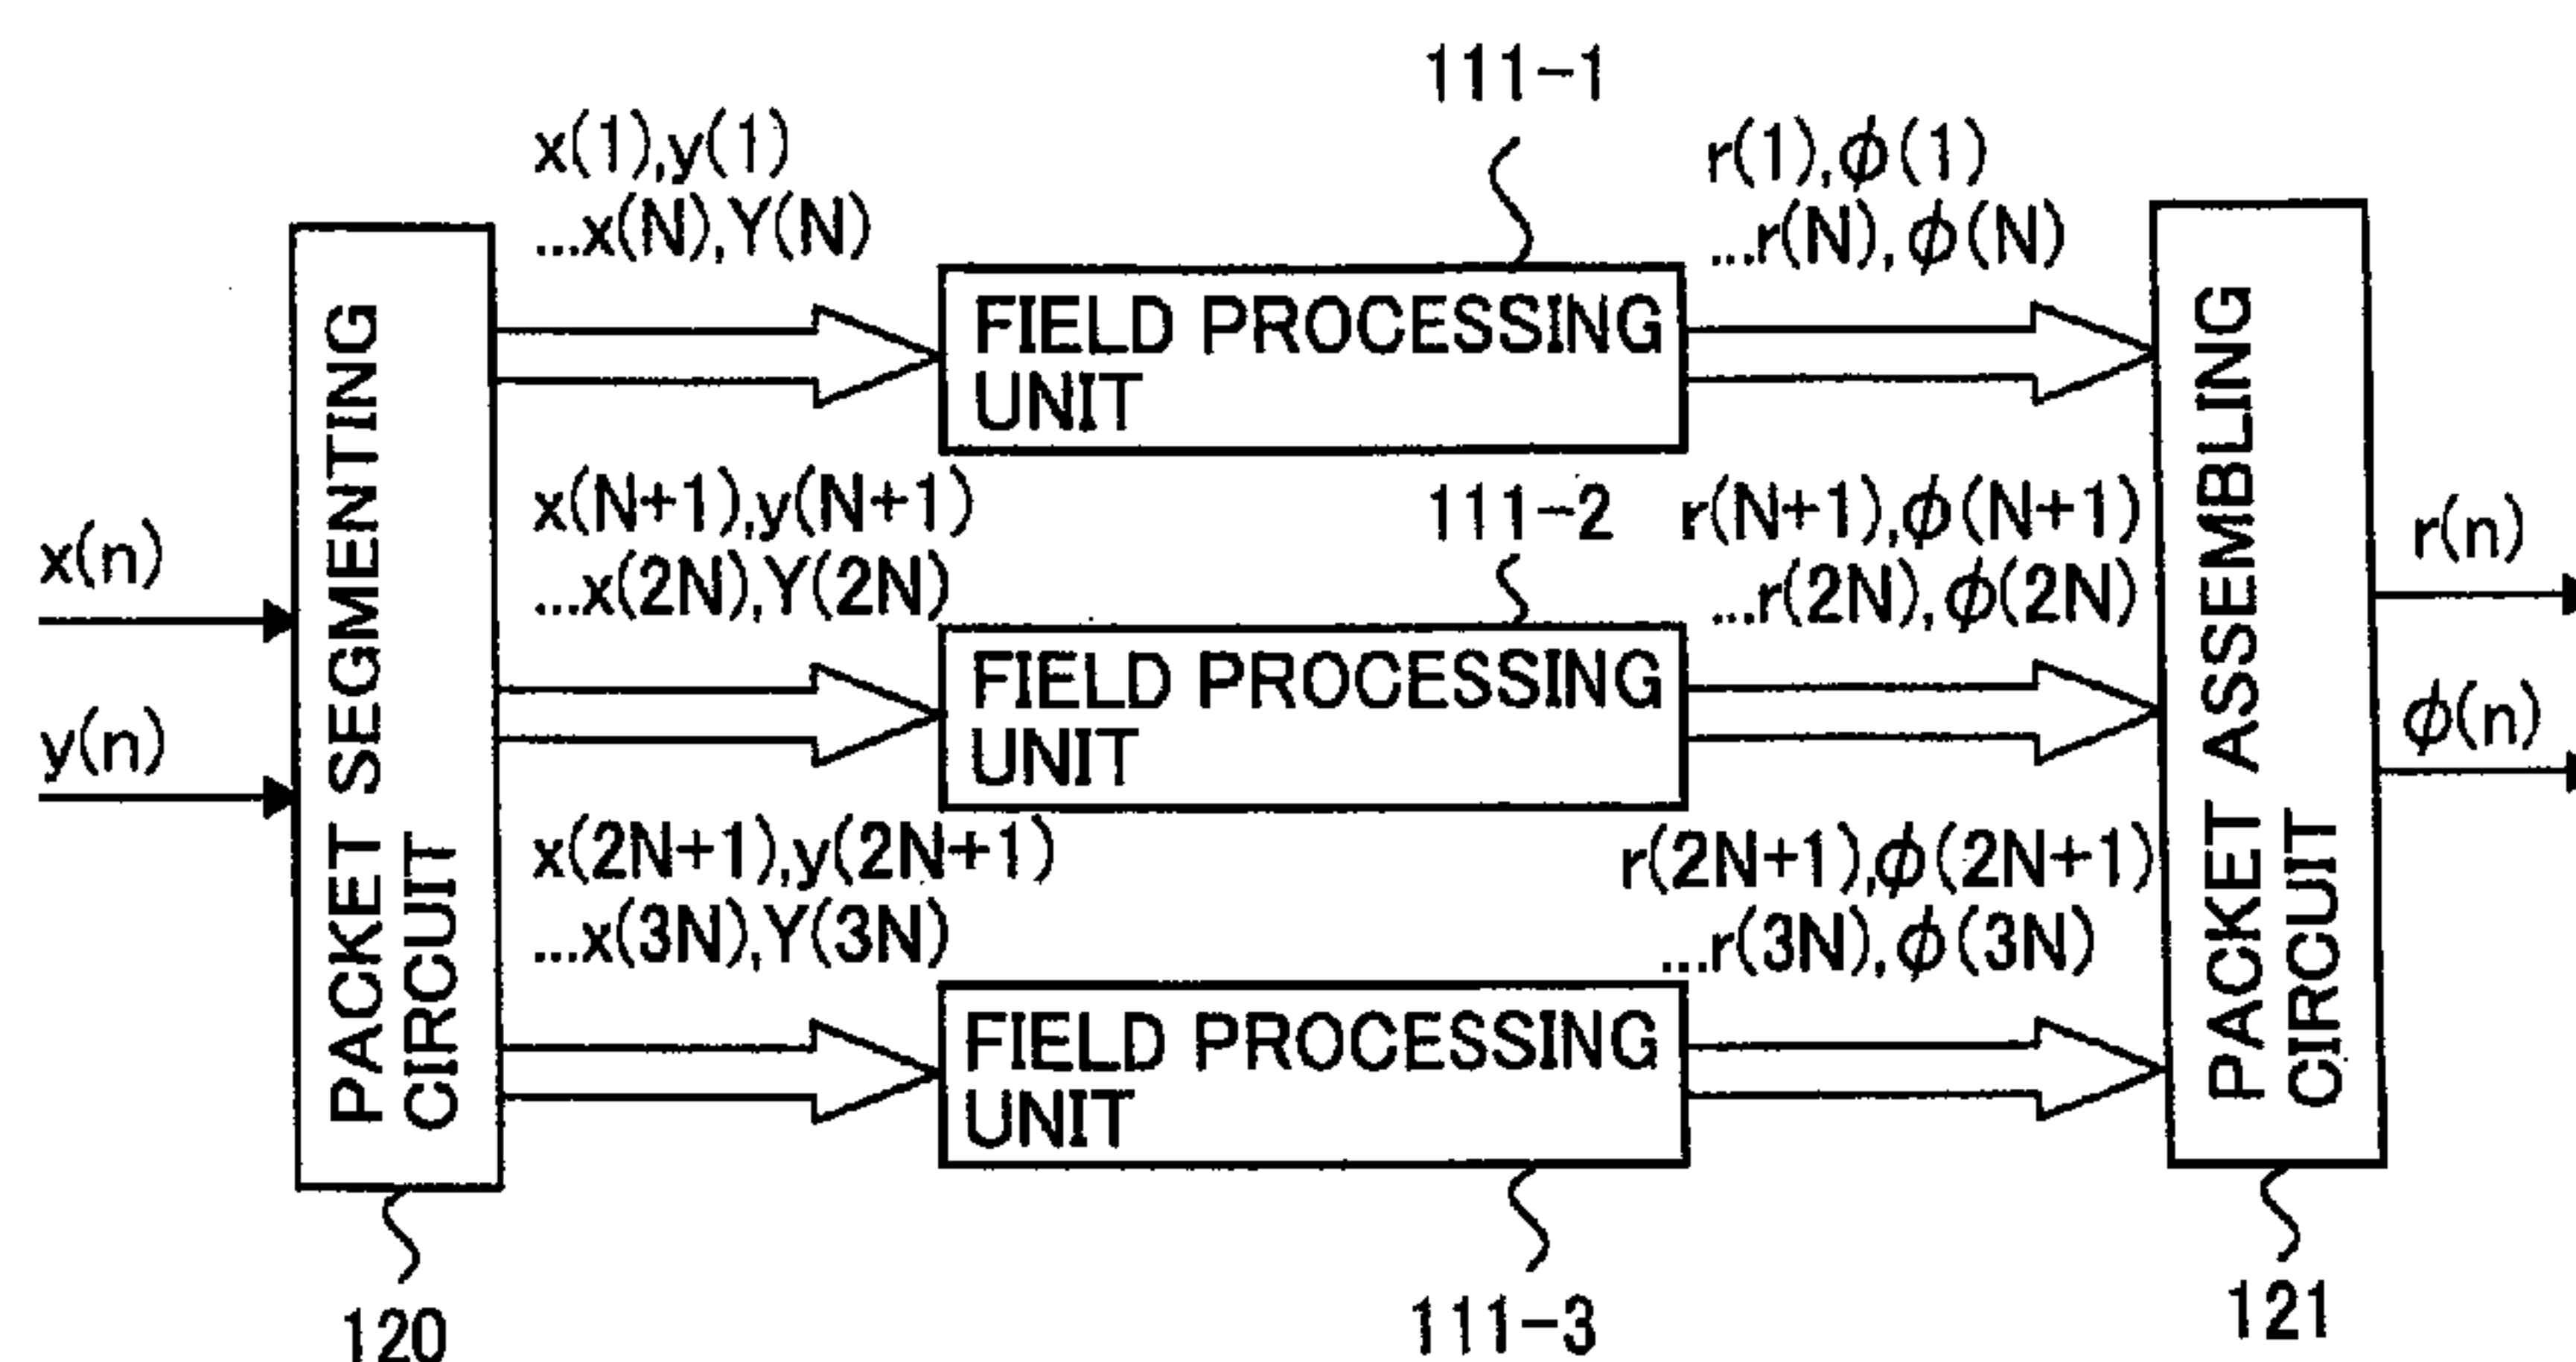 111-1
x(1),y(1)
...x(N),Y(N)
r(1),ϕ(1)
...r(N),ϕ(N)
FIELD PROCESSING
UNIT
PACKET SEGMENTING
CIRCUIT
x(n)
y(n)
x(N+1),y(N+1)
...x(2N),Y(2N)
111-2
r(N+1),ϕ(N+1)
...r(2N),ϕ(2N)
FIELD PROCESSING
UNIT
PACKET ASSEMBLING
CIRCUIT
r(n)
ϕ(n)
x(2N+1),y(2N+1)
...x(3N),Y(3N)
r(2N+1),ϕ(2N+1)
...r(3N),ϕ(3N)
FIELD PROCESSING
UNIT
120
111-3
121